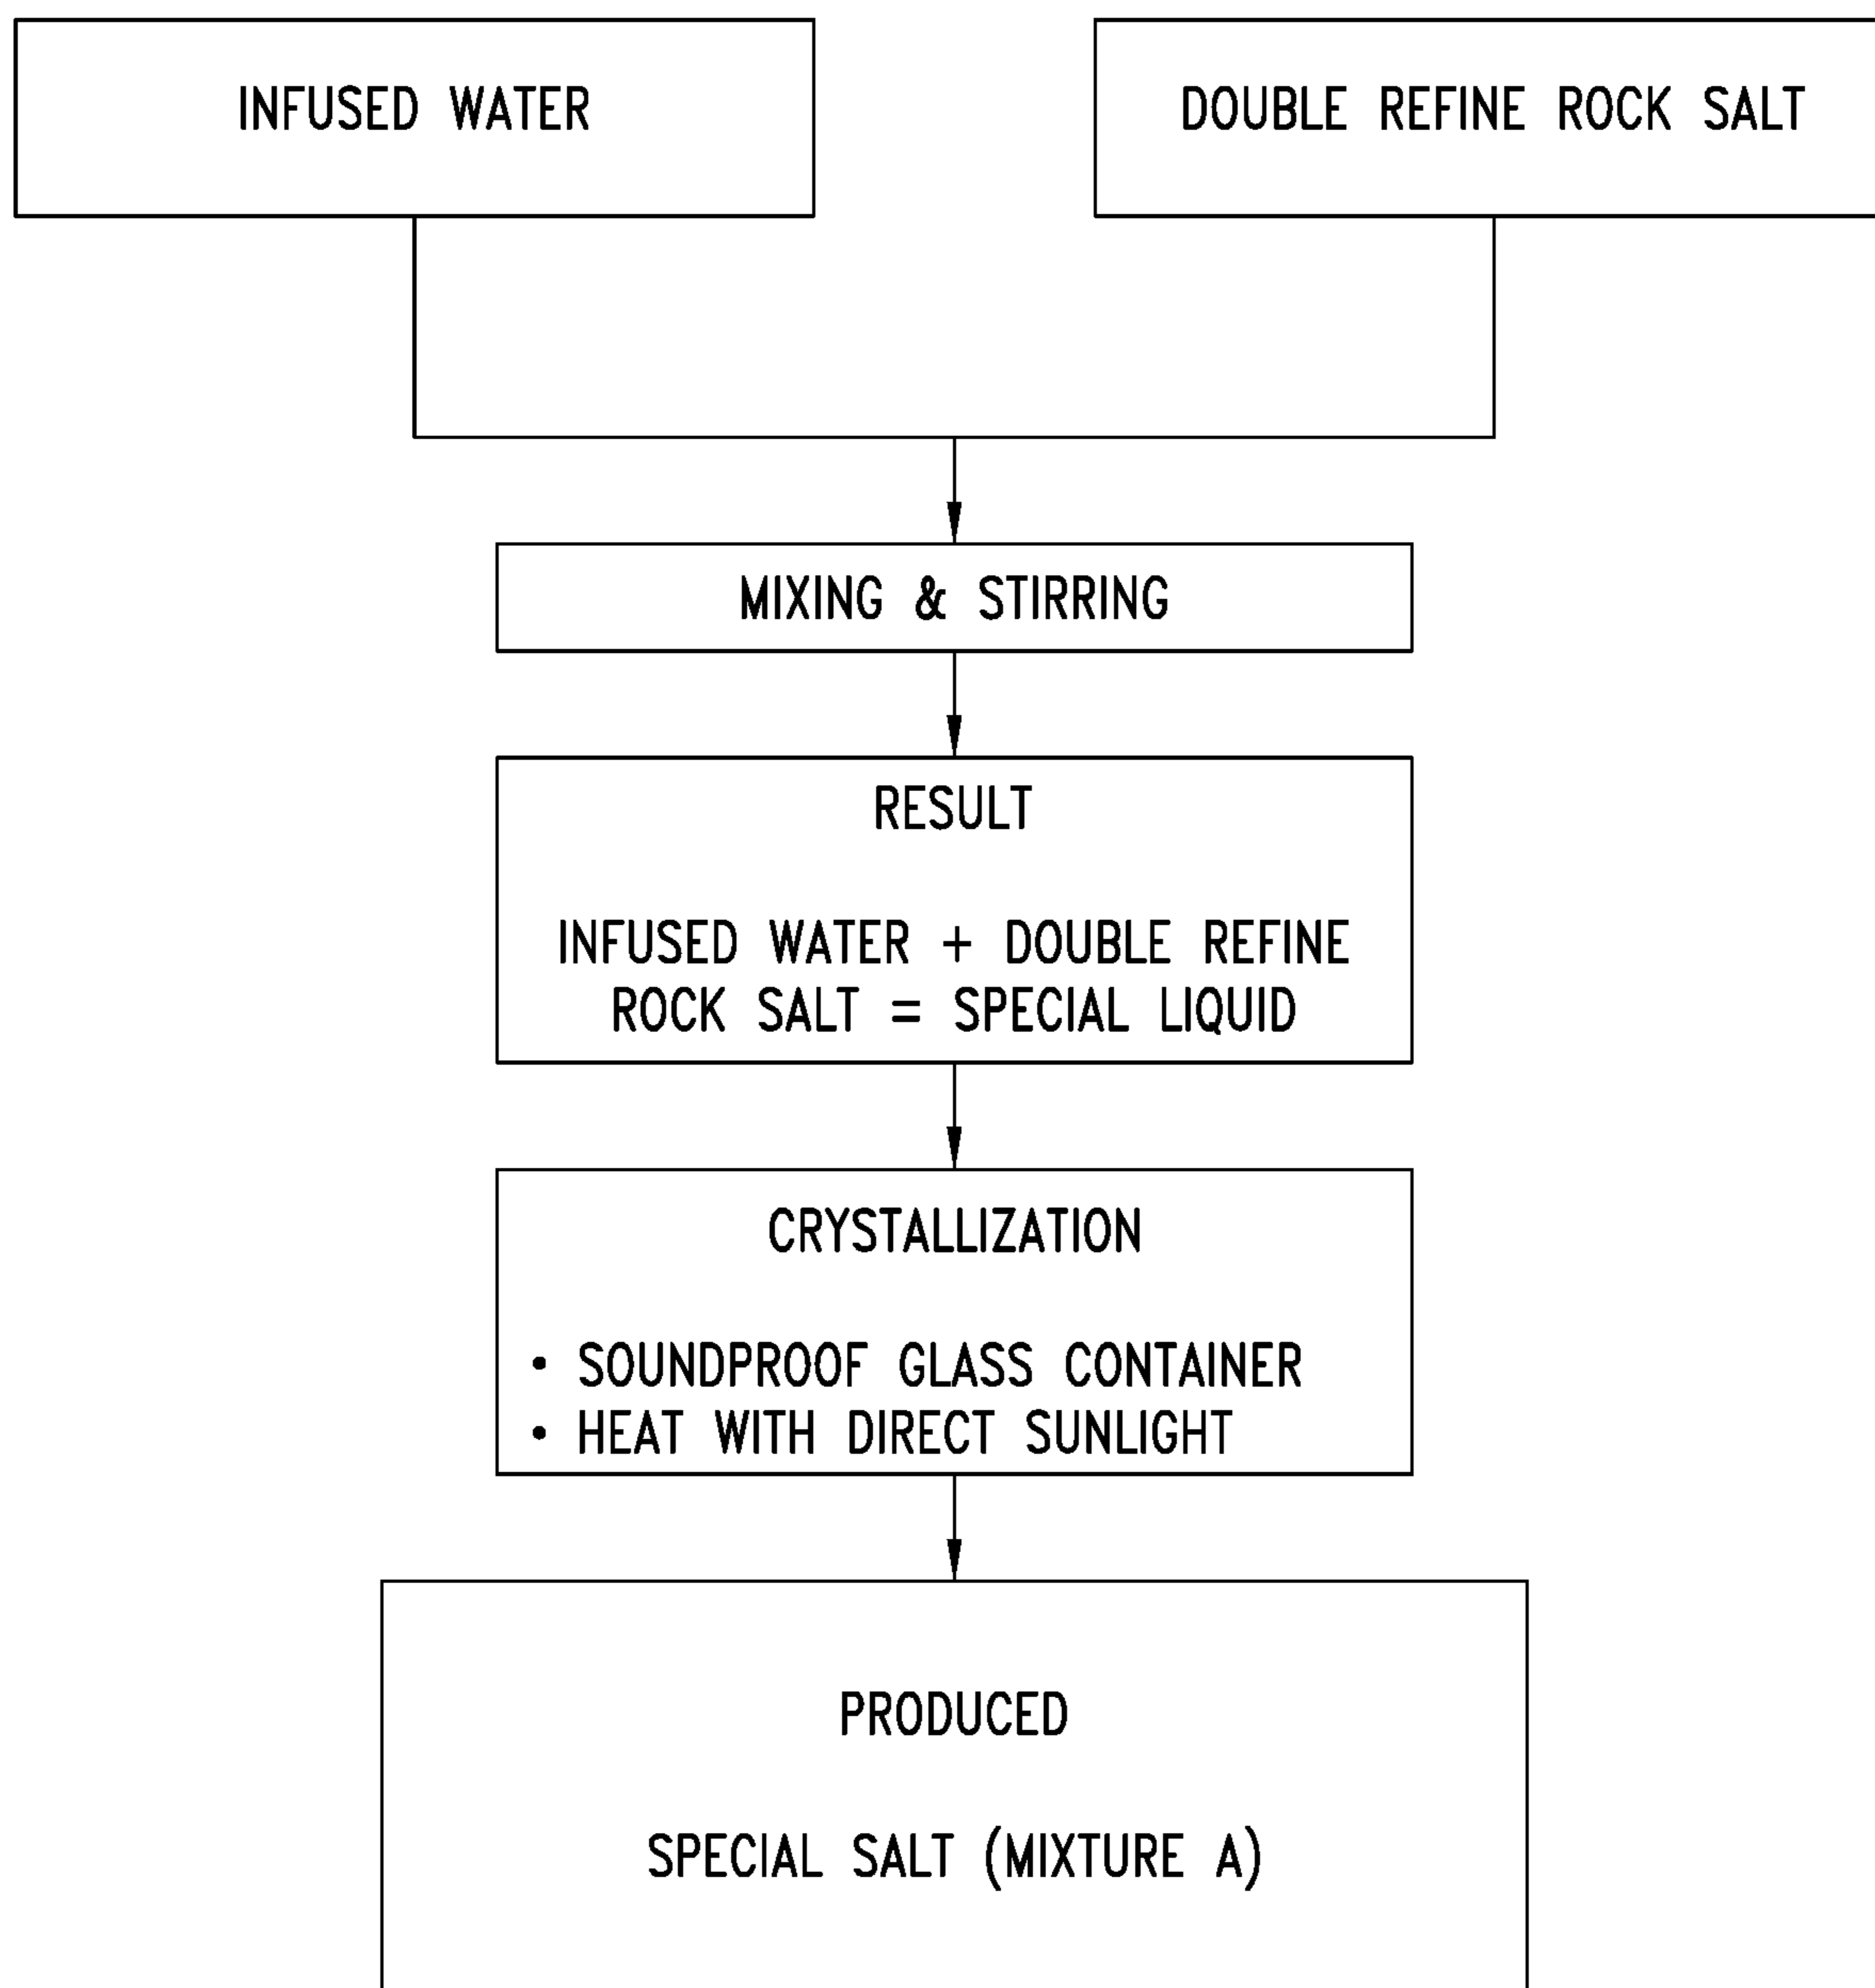 INFUSED WATER
DOUBLE REFINE ROCK SALT
MIXING & STIRRING
RESULT
INFUSED WATER + DOUBLE REFINE
ROCK SALT = SPECIAL LIQUID
CRYSTALLIZATION
• SOUNDPROOF GLASS CONTAINER
• HEAT WITH DIRECT SUNLIGHT
PRODUCED
SPECIAL SALT (MIXTURE A)